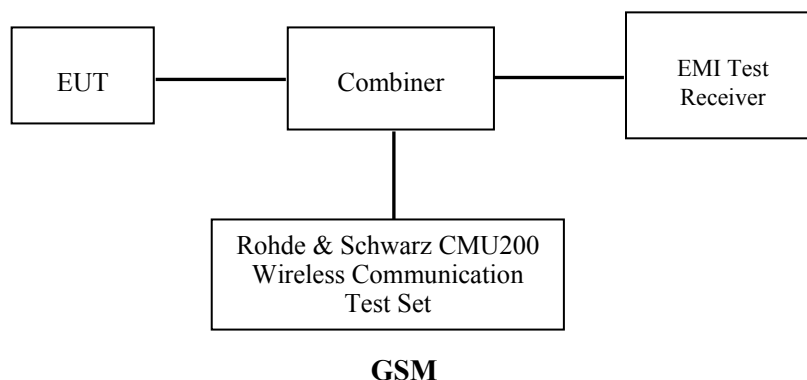 EUT
Combiner
EMI Test
Receiver
Rohde & Schwarz CMU200
Wireless Communication
Test Set
GSM